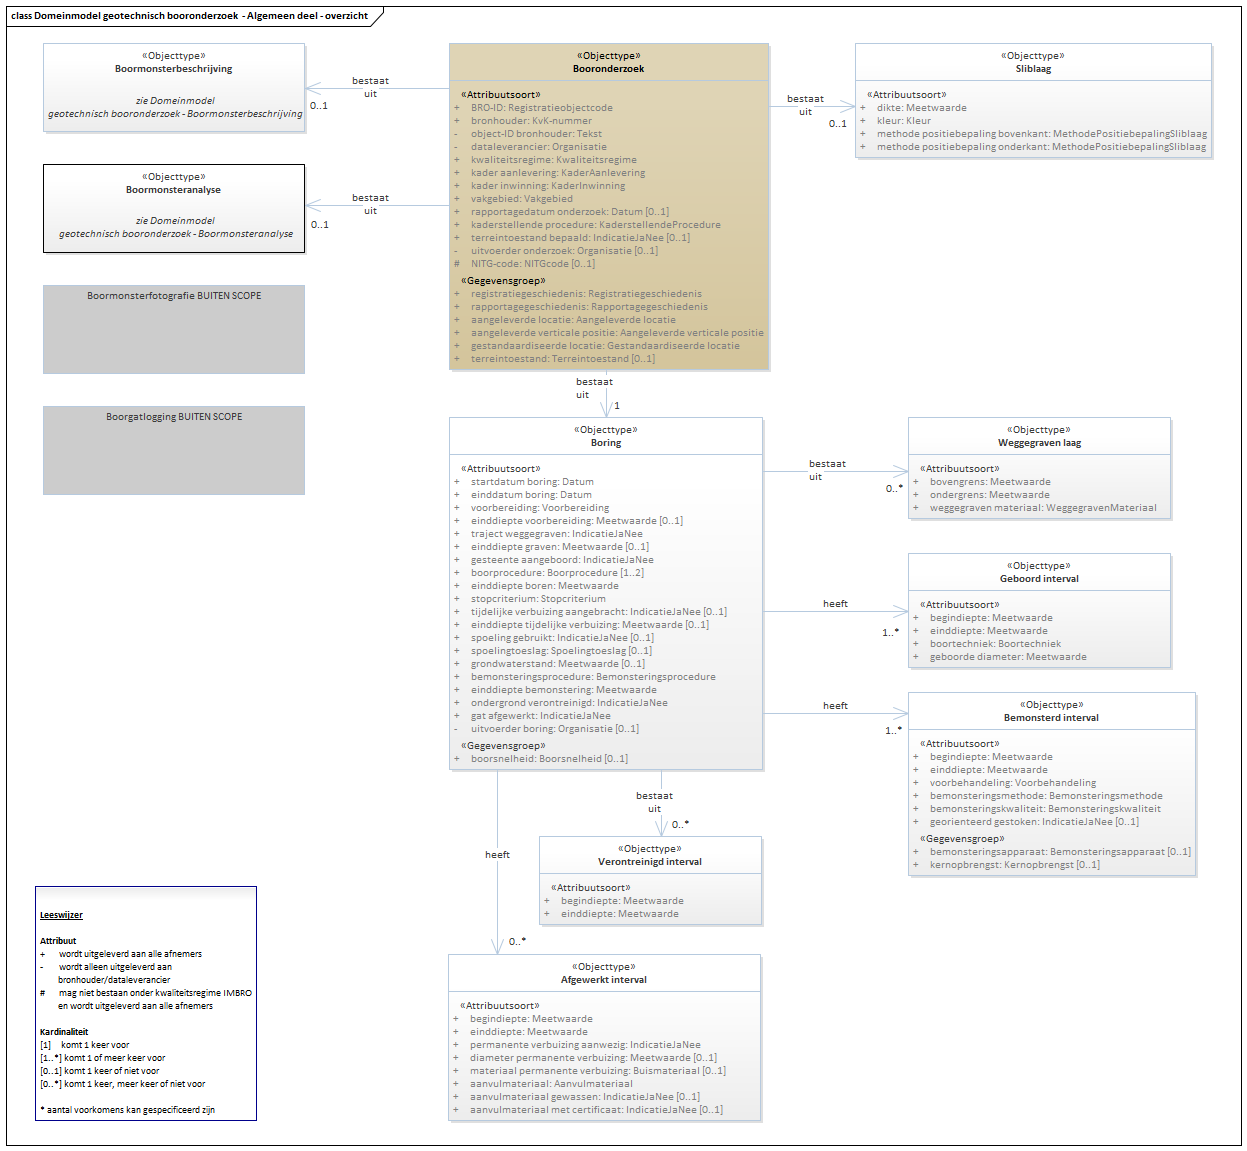 class Domeinmodel geotechnisch booronderzoek - Algemeen deel - overzicht
«Objecttype»
Boormonsterbeschrijving
zie Domeinmodel
geotechnisch booronderzoek - Boormonsterbeschrijving
bestaat
uit
0..1
«Objecttype»
Boormonsteranalyse
zie Domeinmodel
geotechnisch booronderzoek - Boormonsteranalyse
bestaat
uit
0..1
Boormonsterfotografie BUITEN SCOPE
Boorgatlogging BUITEN SCOPE
«Objecttype»
Booronderzoek
«Attribuutsoort»
+ BRO-ID: Registratieobjectcode
+ bronhouder: KvK-nummer
- object-ID bronhouder: Tekst
- dataleverancier: Organisatie
+ kwaliteitsregime: Kwaliteitsregime
+ kader aanlevering: KaderAanlevering
+ kader inwinning: KaderInwinning
+ vakgebied: Vakgebied
+ rapportagedatum onderzoek: Datum [0..1]
+ kaderstellende procedure: KaderstellendeProcedure
+ terreintoestand bepaald: IndicatieJaNee [0..1]
- uitvoerder onderzoek: Organisatie [0..1]
# NITG-code: NITGcode [0..1]
«Gegevensgroep»
+ registratiegeschiedenis: Registratiegeschiedenis
+ rapportagegeschiedenis: Rapportagegeschiedenis
+ aangeleverde locatie: Aangeleverde locatie
+ aangeleverde verticale positie: Aangeleverde verticale positie
+ gestandaardiseerde locatie: Gestandaardiseerde locatie
+ terreintoestand: Terreintoestand [0..1]
bestaat
uit
0..1
«Objecttype»
Sliblaag
«Attribuutsoort»
+ dikte: Meetwaarde
+ kleur: Kleur
+ methode positiebepaling bovenkant: MethodePositiebepalingSliblaag
+ methode positiebepaling onderkant: MethodePositiebepalingSliblaag
bestaat
uit
1
«Objecttype»
Boring
«Attribuutsoort»
+ startdatum boring: Datum
+ einddatum boring: Datum
+ voorbereiding: Voorbereiding
+ einddiepte voorbereiding: Meetwaarde [0..1]
+ traject weggegraven: IndicatieJaNee
+ einddiepte graven: Meetwaarde [0..1]
+ gesteente aangeboord: IndicatieJaNee
+ boorprocedure: Boorprocedure [1..2]
+ einddiepte boren: Meetwaarde
+ stopcriterium: Stopcriterium
+ tijdelijke verbuizing aangebracht: IndicatieJaNee [0..1]
+ einddiepte tijdelijke verbuizing: Meetwaarde [0..1]
+ spoeling gebruikt: IndicatieJaNee [0..1]
+ spoelingtoeslag: Spoelingtoeslag [0..1]
+ grondwaterstand: Meetwaarde [0..1]
+ bemonsteringsprocedure: Bemonsteringsprocedure
+ einddiepte bemonstering: Meetwaarde
+ ondergrond verontreinigd: IndicatieJaNee
+ gat afgewerkt: IndicatieJaNee
- uitvoerder boring: Organisatie [0..1]
«Gegevensgroep»
+ boorsnelheid: Boorsnelheid [0..1]
bestaat
uit
0..*
«Objecttype»
Weggegraven laag
«Attribuutsoort»
+ bovengrens: Meetwaarde
+ ondergrens: Meetwaarde
+ weggegraven materiaal: WeggegravenMateriaal
heeft
1..*
«Objecttype»
Geboord interval
«Attribuutsoort»
+ begindiepte: Meetwaarde
+ einddiepte: Meetwaarde
+ boortechniek: Boortechniek
+ geboorde diameter: Meetwaarde
heeft
1..*
«Objecttype»
Bemonsterd interval
«Attribuutsoort»
+ begindiepte: Meetwaarde
+ einddiepte: Meetwaarde
+ voorbehandeling: Voorbehandeling
+ bemonsteringsmethode: Bemonsteringsmethode
+ bemonsteringskwaliteit: Bemonsteringskwaliteit
+ georienteerd gestoken: IndicatieJaNee [0..1]
«Gegevensgroep»
+ bemonsteringsapparaat: Bemonsteringsapparaat [0..1]
+ kernopbrengst: Kernopbrengst [0..1]
bestaat
uit
0..*
«Objecttype»
Verontreinigd interval
«Attribuutsoort»
+ begindiepte: Meetwaarde
+ einddiepte: Meetwaarde
heeft
0..*
«Objecttype»
Afgewerkt interval
«Attribuutsoort»
+ begindiepte: Meetwaarde
+ einddiepte: Meetwaarde
+ permanente verbuizing aanwezig: IndicatieJaNee
+ diameter permanente verbuizing: Meetwaarde [0..1]
+ materiaal permanente verbuizing: Buismateriaal [0..1]
+ aanvulmateriaal: Aanvulmateriaal
+ aanvulmateriaal gewassen: IndicatieJaNee [0..1]
+ aanvulmateriaal met certificaat: IndicatieJaNee [0..1]
Leeswijzer
Attribuut
+ wordt uitgeleverd aan alle afnemers
- wordt alleen uitgeleverd aan
bronhouder/dataleverancier
# mag niet bestaan onder kwaliteitsregime IMBRO
en wordt uitgeleverd aan alle afnemers
Kardinaliteit
[1] komt 1 keer voor
[1..*] komt 1 of meer keer voor
[0..1] komt 1 keer of niet voor
[0..*] komt 1 keer, meer keer of niet voor
* aantal voorkomens kan gespecificeerd zijn